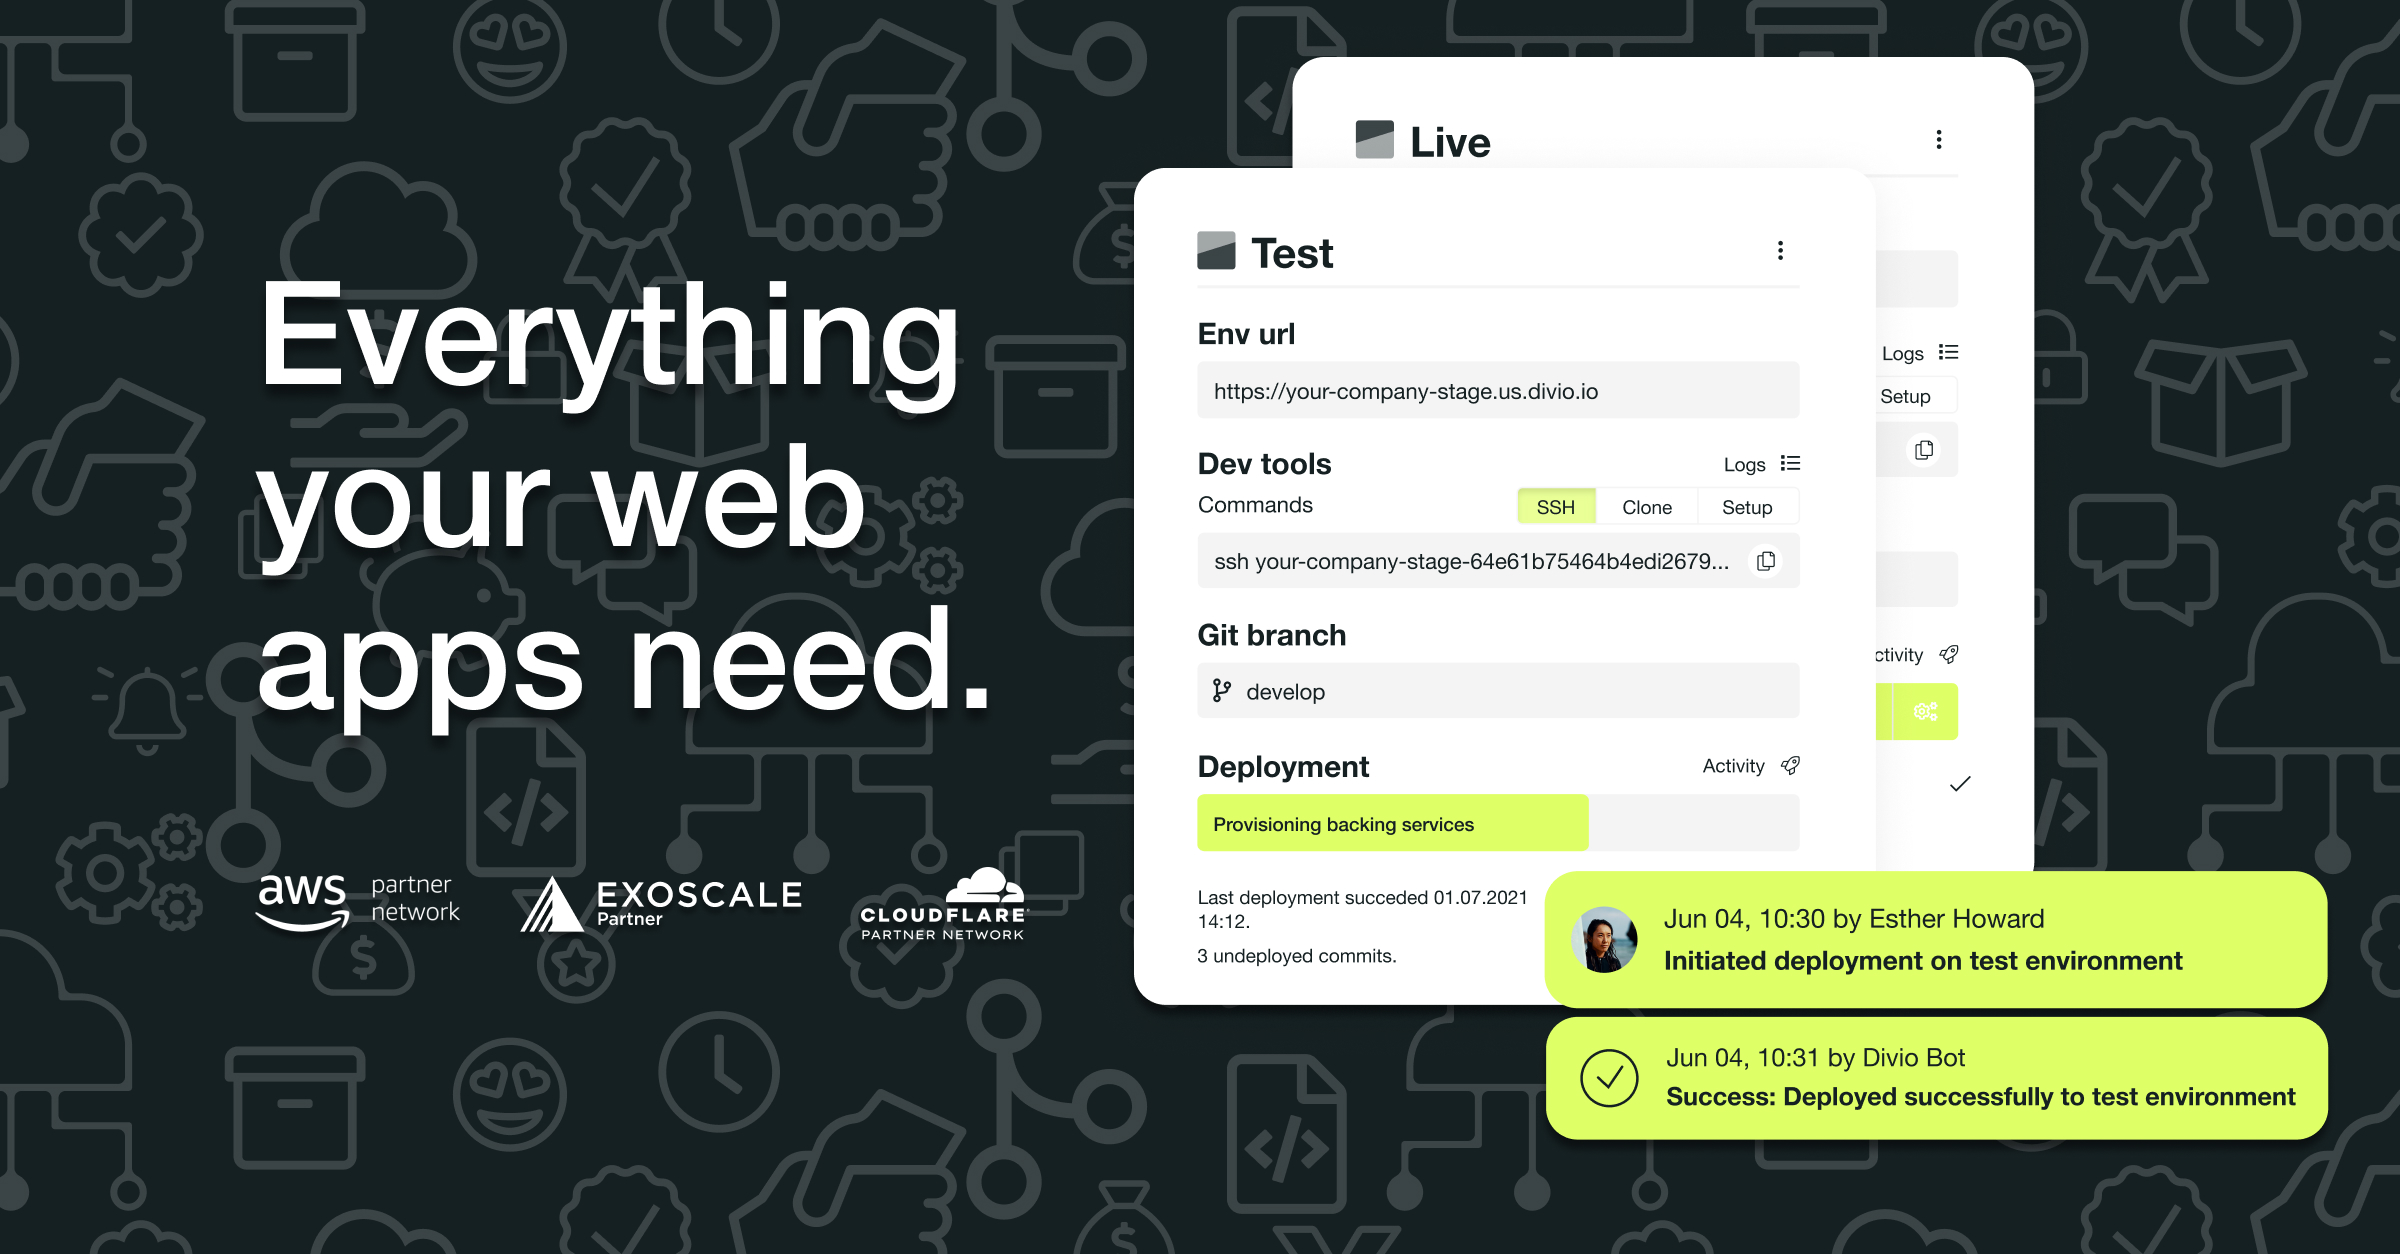 Everything
your web
apps need.
aws partner
network
EXOSCALE
Partner
CLOUDFLARE
PARTNER NETWORK
Live
Logs
Setup
ctivity
Test
Env url
https://your-company-stage.us.divio.io
Dev tools
Logs
Commands
SSH Clone Setup
ssh your-company-stage-64e61b75464b4edi2679...
Git branch
develop
Deployment
Activity
Provisioning backing services
Last deployment succeded 01.07.2021
14:12.
3 undeployed commits.
Jun 04, 10:30 by Esther Howard
Initiated deployment on test environment
Jun 04, 10:31 by Divio Bot
Success: Deployed successfully to test environment